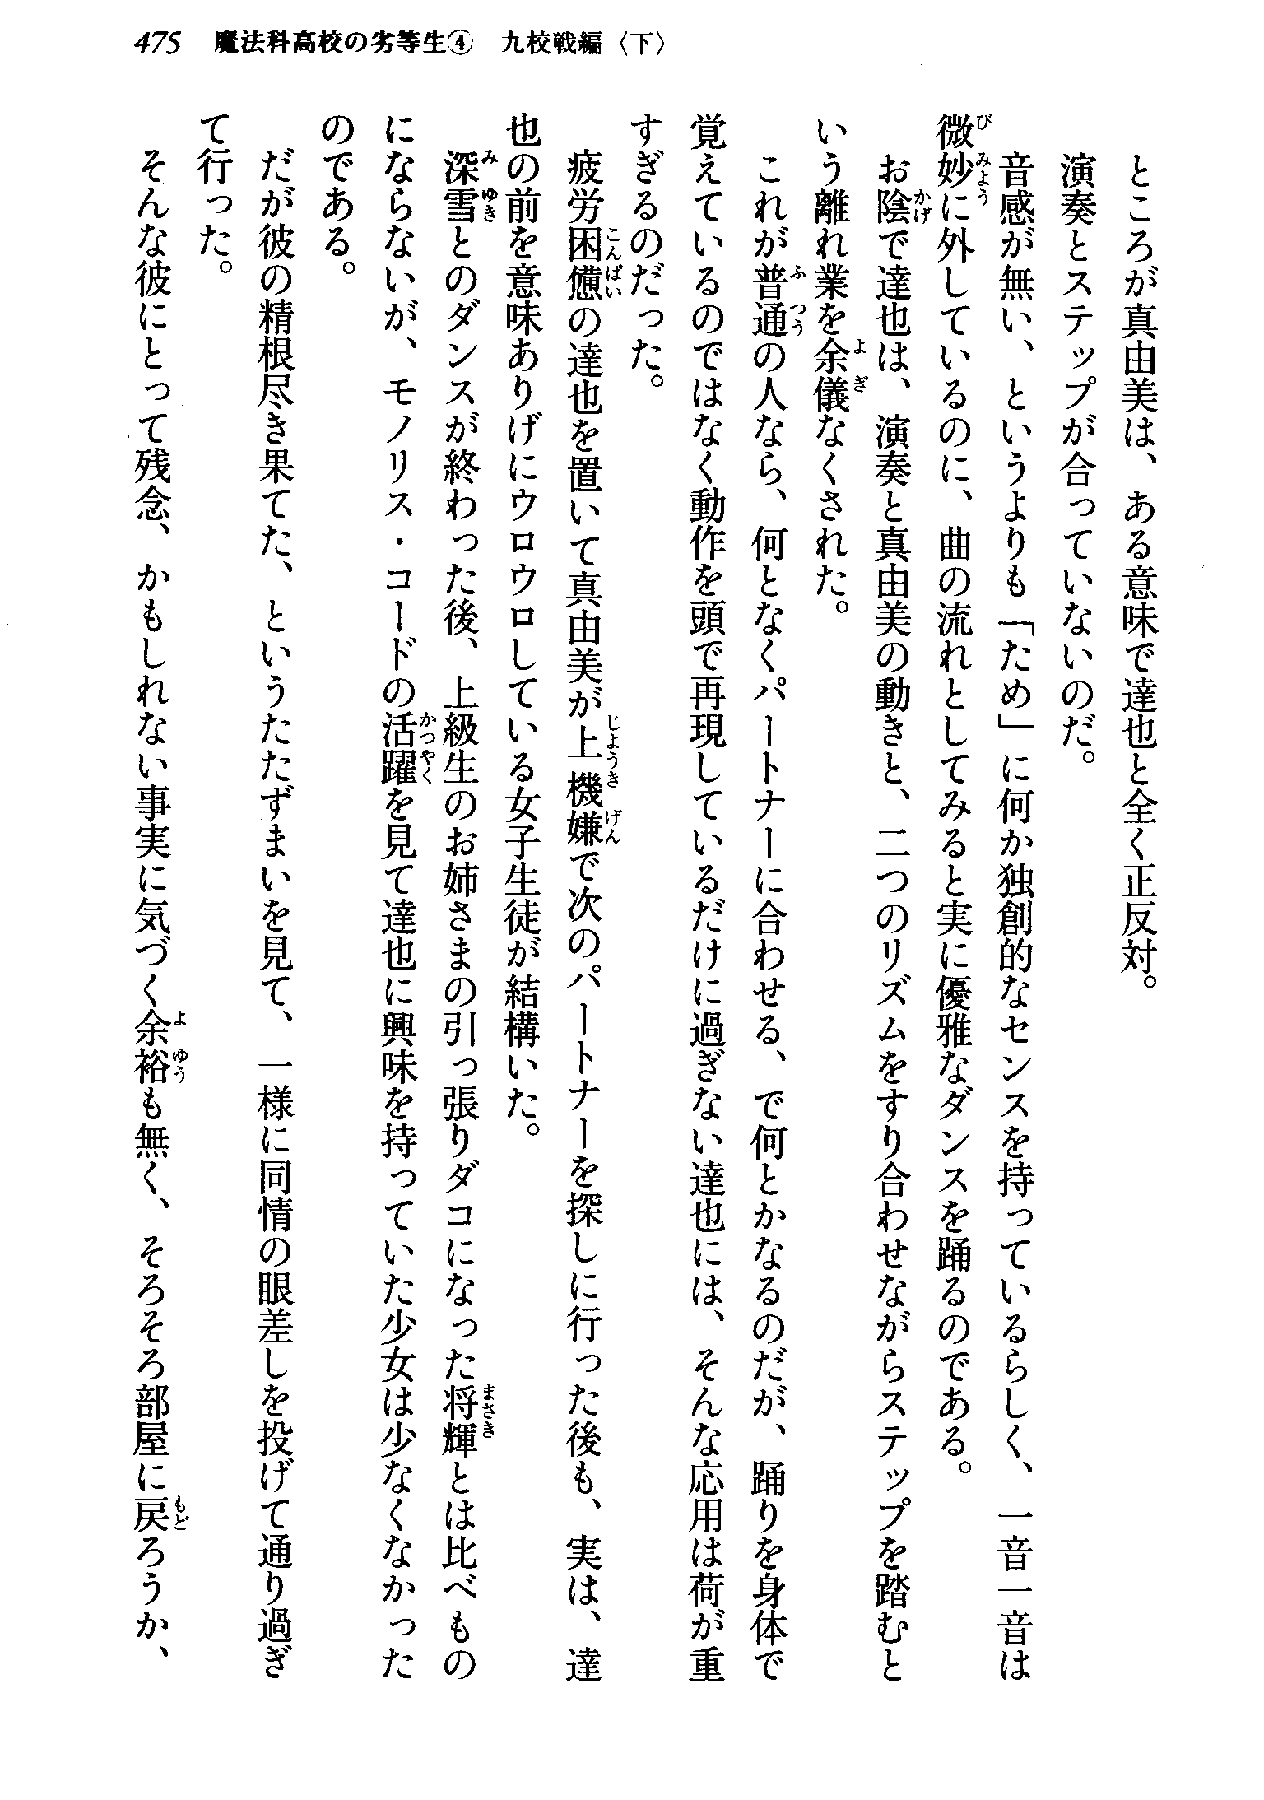 475 魔法科高校の劣等生④ 九校戦編〈下〉
ところが真由美は、ある意味で達也と全く正反対。
演奏とステップが合っていないのだ。
音感が無い、というよりも「ため」に何か独創的なセンスを持っているらしく、一音一音は
微妙に外しているのに、曲の流れとしてみると実に優雅なダンスを踊るのである。
お陰で達也は、演奏と真由美の動きと、二つのリズムをすり合わせながらステップを踏むと
いう離れ業を余儀なくされた。
これが普通の人なら、何となくパートナーに合わせる、で何とかなるのだが、踊りを身体で
覚えているのではなく動作を頭で再現しているだけに過ぎない達也には、そんな応用は荷が重
すぎるのだった。
疲労困憊の達也を置いて真由美が上機嫌で次のパートナーを探しに行った後も、実は、達
也の前を意味ありげにウロウロしている女子生徒が結構いた。
深雪とのダンスが終わった後、上級生のお姉さまの引っ張りダコになった将輝とは比べもの
にならないが、モノリス・コードの活躍を見て達也に興味を持っていた少女は少なくなかった
のである。
だが彼の精根尽き果てた、というたたずまいを見て、一様に同情の眼差しを投げて通り過ぎ
て行った。
そんな彼にとって残念、かもしれない事実に気づく余裕も無く、そろそろ部屋に戻ろうか、